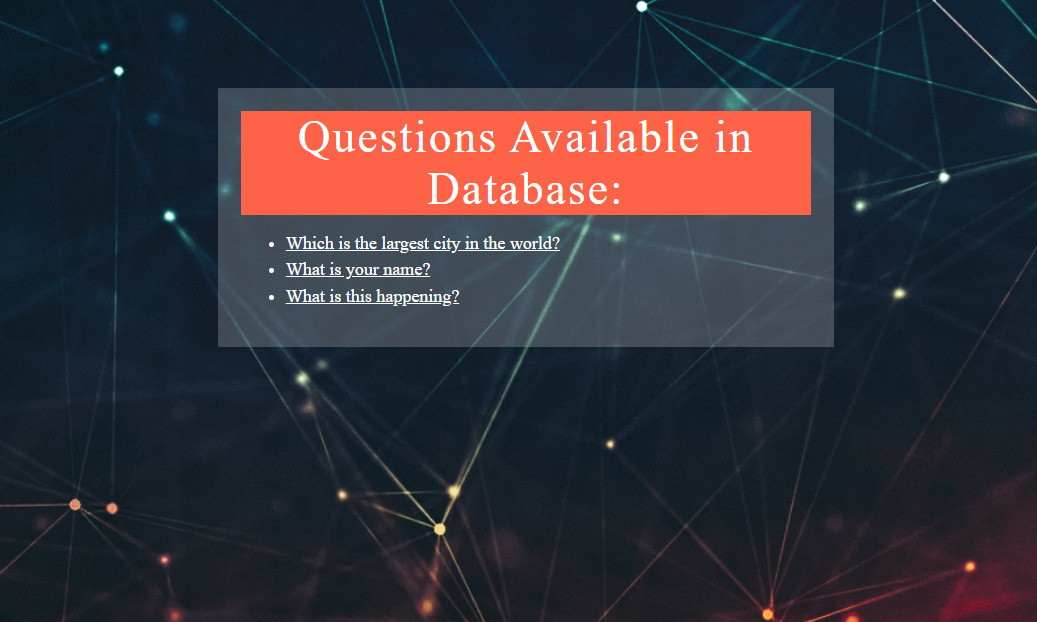 Questions Available in
Database:
Which is the largest city in the world?
What is your name?
What is this happening?